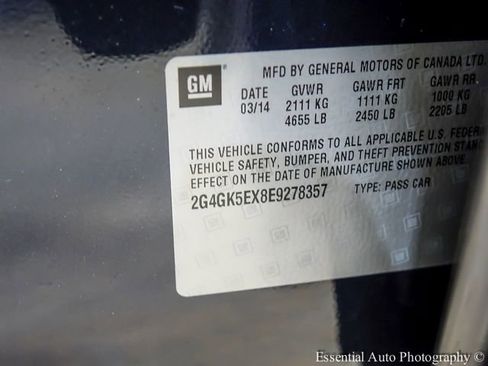 GM
MFD BY GENERAL MOTORS OF CANADA LTD.
DATE GVWR GAWR FRT GAWR RR
03/14 2111 KG 1111 KG 1000 KG
4655 LB 2450 LB 2205 LB
THIS VEHICLE CONFORMS TO ALL APPLICABLE U.S. FEDERAL
VEHICLE SAFETY, BUMPER, AND THEFT PREVENTION STAND
EFFECT ON THE DATE OF MANUFACTURE SHOWN ABOVE.
2G4GK5EX8E9278357 TYPE: PASS CAR
Essential Auto Photography ©